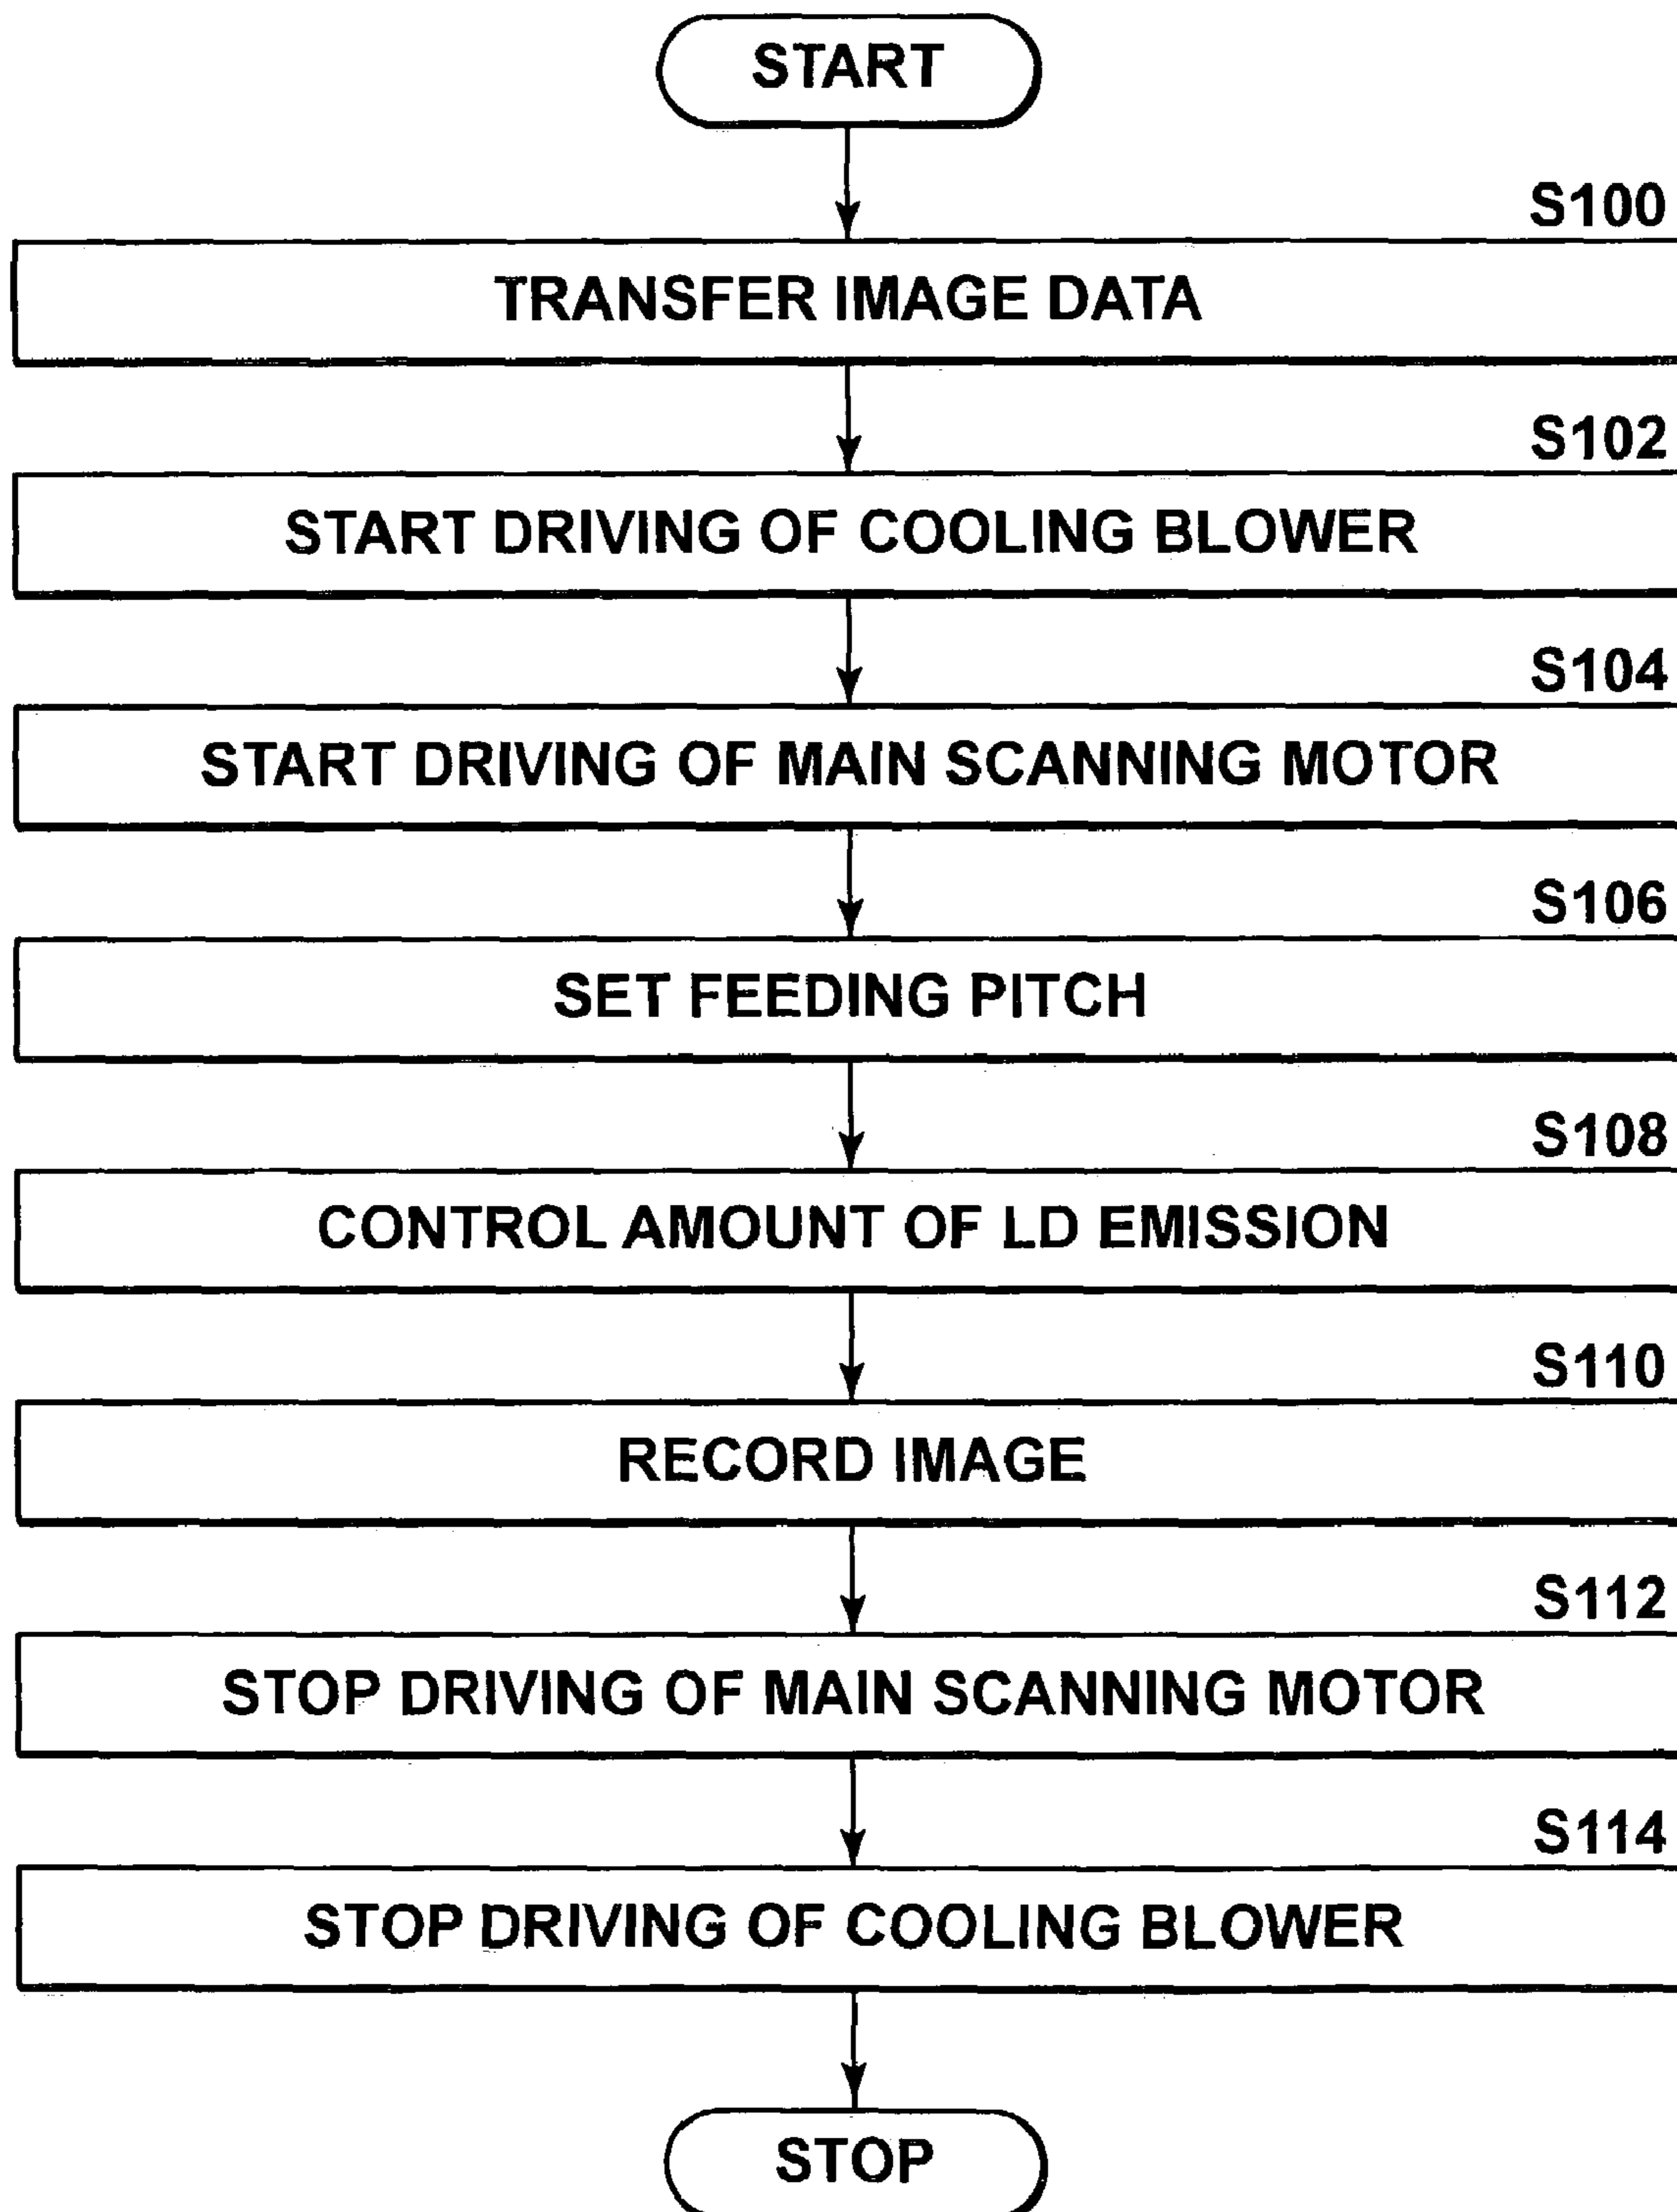 START
S100
TRANSFER IMAGE DATA
S102
START DRIVING OF COOLING BLOWER
S104
START DRIVING OF MAIN SCANNING MOTOR
S106
SET FEEDING PITCH
S108
CONTROL AMOUNT OF LD EMISSION
S110
RECORD IMAGE
S112
STOP DRIVING OF MAIN SCANNING MOTOR
S114
STOP DRIVING OF COOLING BLOWER
STOP